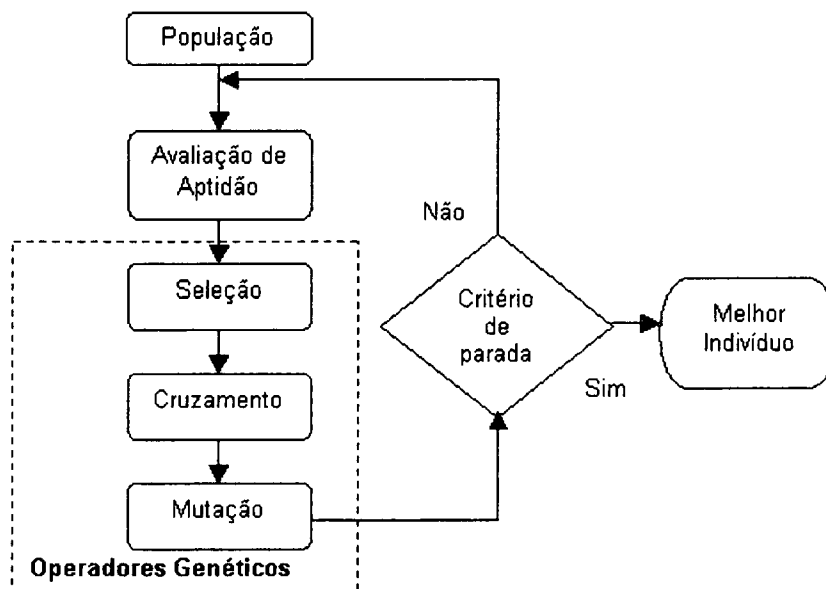 População
Avaliação de
Aptidão
Não
Seleção
Critério
de
parada
Melhor
Indivíduo
Sim
Cruzamento
Mutação
Operadores Genéticos